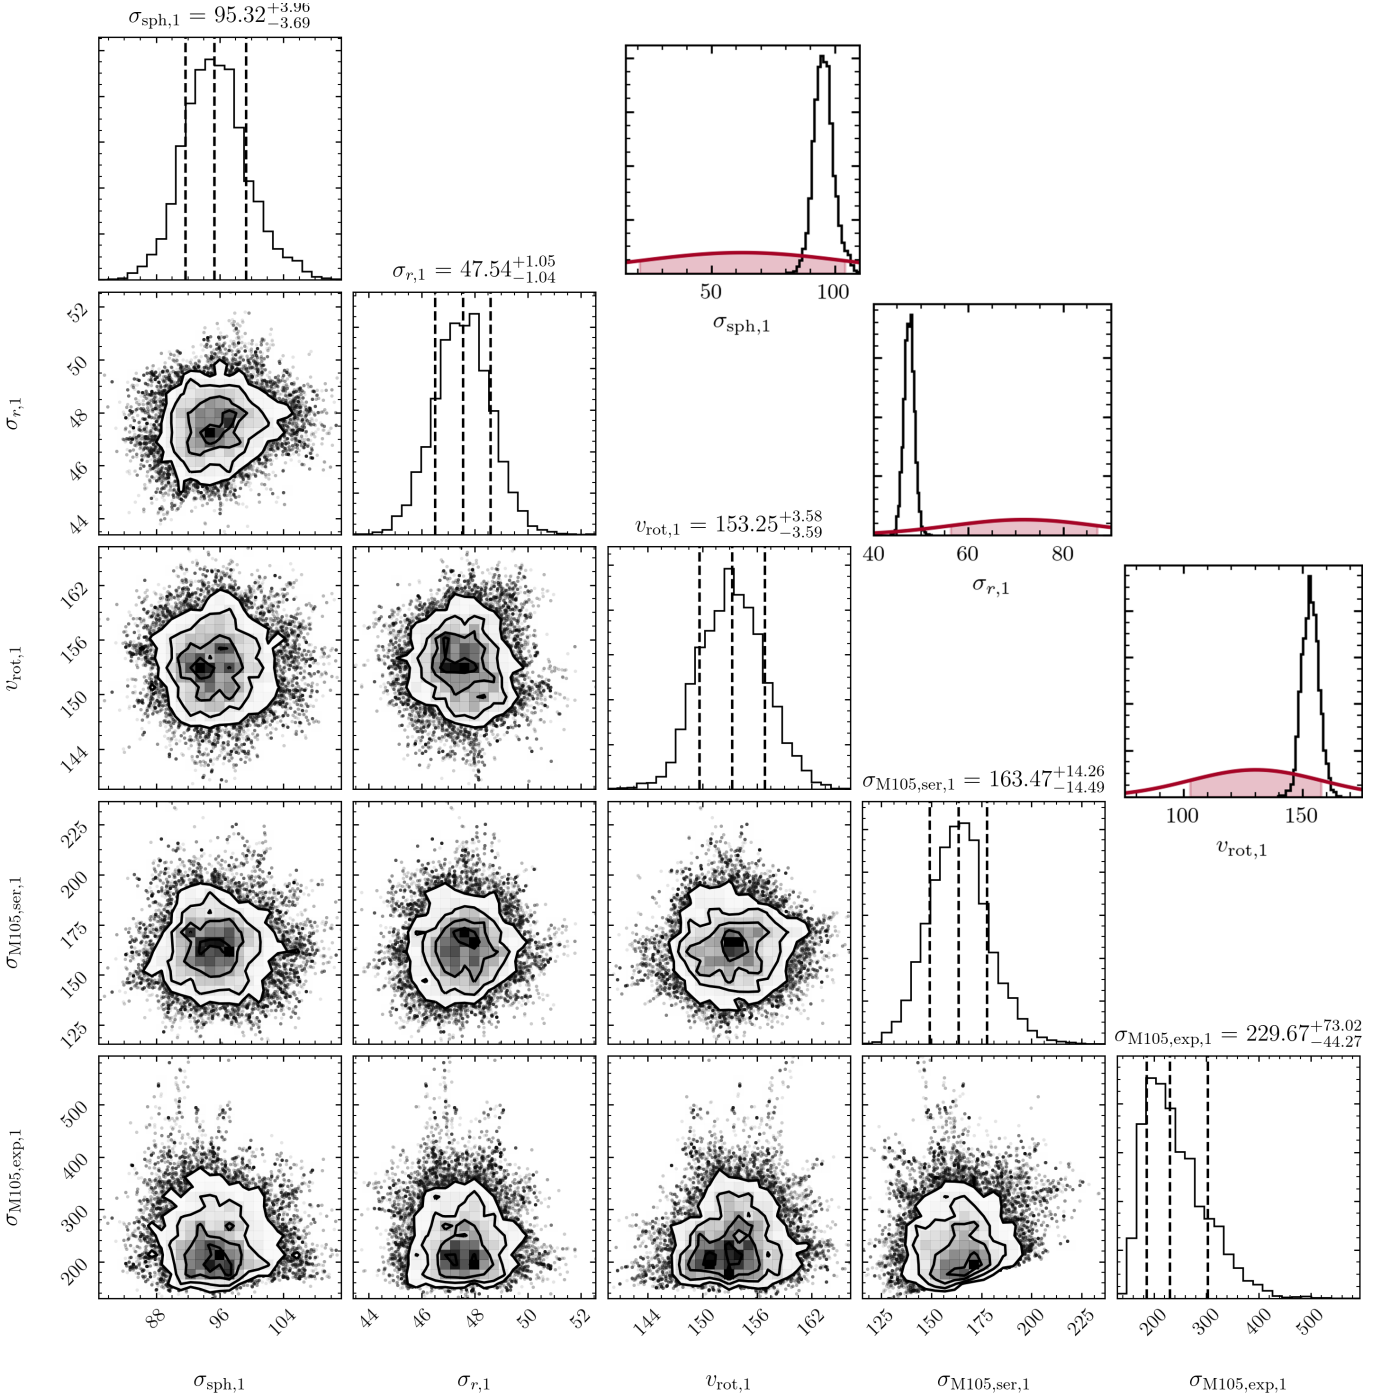 σsph,1 = 95.32+3.96−3.69
σr,1 = 47.54+1.05−1.04
50 100
σsph,1
52
50
48
46
44
σr,1
vrot,1 = 153.25+3.58−3.59
40 60 80
σr,1
162
156
150
144
vrot,1
σM105,ser,1 = 163.47+14.26−14.49
100 150
vrot,1
225
200
175
150
125
σM105,ser,1
σM105,exp,1 = 229.67+73.02−44.27
500
400
300
200
σM105,exp,1
88 96 104 44 46 48 50 52 144 150 156 162 125 150 175 200 225 200 300 400 500
σsph,1 σr,1 vrot,1 σM105,ser,1 σM105,exp,1